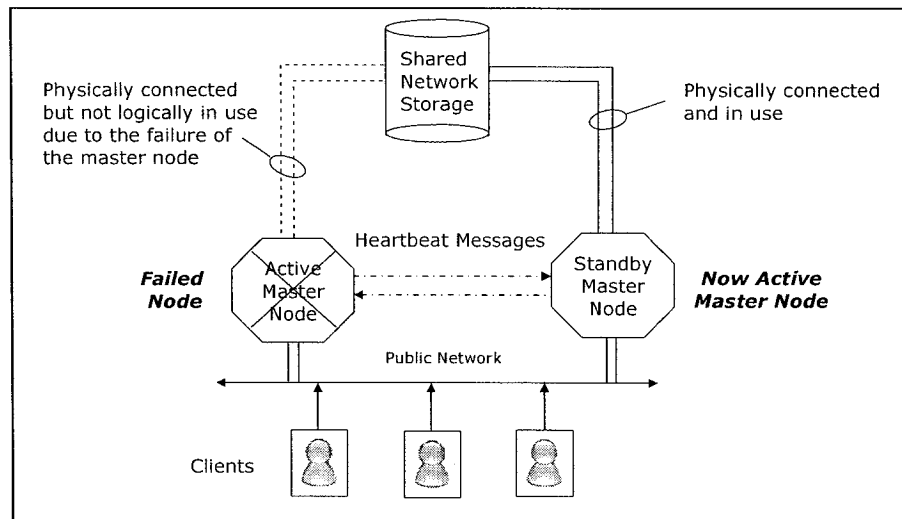 Shared
Network
Storage
Physically connected
but not logically in use
due to the failure of
the master node
Physically connected
and in use
Heartbeat Messages
Failed
Node
Active
Master
Node
Standby
Master
Node
Now Active
Master Node
Public Network
Clients